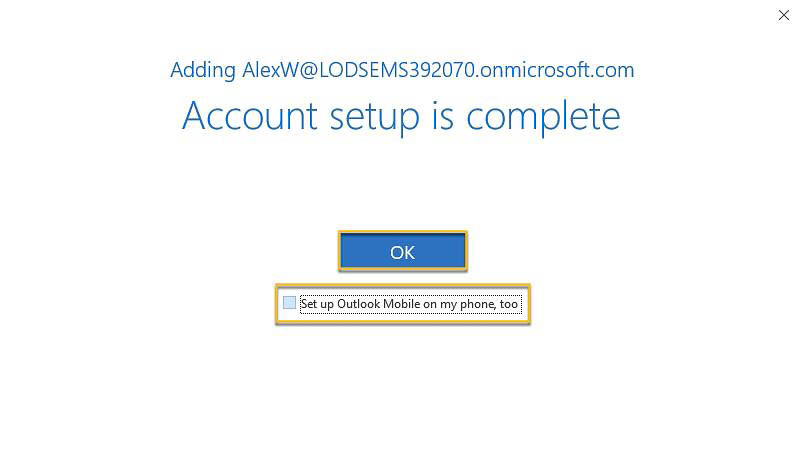 Adding AlexW@LODSEMS392070.onmicrosoft.com
Account setup is complete
OK
Set up Outlook Mobile on my phone, too